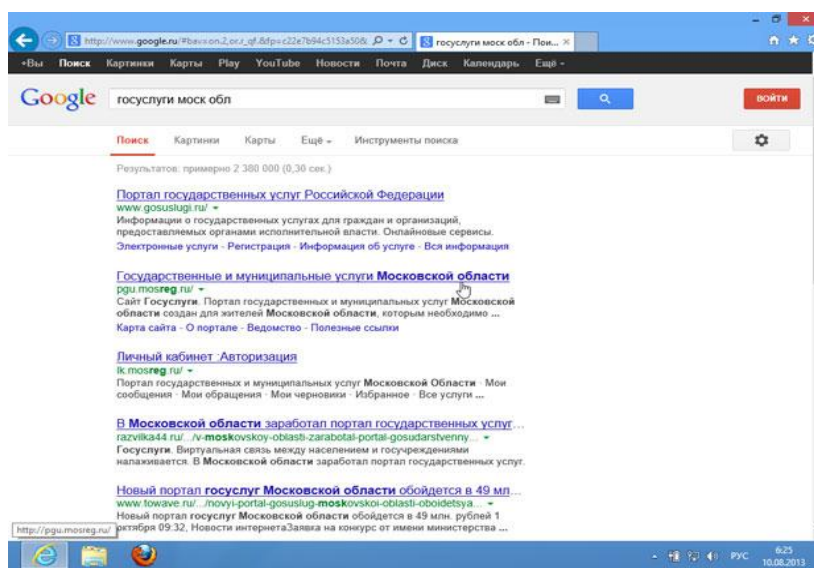 http://www.google.ru/#bav=on.2,or.r_qf.&fp=c22e7b94c5153a508
госуслуги моск обл - Пои...
+Вы Поиск Картинки Карты Play YouTube Новости Почта Диск Календарь Ещё
Google госуслуги моск обл ВОЙТИ
Поиск Картинки Карты Ещё Инструменты поиска
Результатов: примерно 2 380 000 (0,30 сек.)
Портал государственных услуг Российской Федерации
www.gosuslugi.ru/
Информации о государственных услугах для граждан и организаций,
предоставляемых органами исполнительной власти. Онлайновые сервисы.
Электронные услуги - Регистрация - Информация об услуге - Вся информация
Государственные и муниципальные услуги Московской области
pgu.mosreg.ru/
Сайт Госуслуги. Портал государственных и муниципальных услуг Московской
области создан для жителей Московской области, которым необходимо ...
Карта сайта - О портале - Ведомство - Полезные ссылки
Личный кабинет :Авторизация
lk.mosreg.ru/
Портал государственных и муниципальных услуг Московской Области · Мои
сообщения · Мои обращения · Мои черновики · Избранное · Все услуги ...
В Московской области заработал портал государственных услуг...
razvilka44.ru/.../v-moskovskoy-oblasti-zarabotal-portal-gosudarstvenny...
Госуслуги. Виртуальная связь между населением и госучреждениями
налаживается. В Московской области заработал портал государственных услуг.
Новый портал госуслуг Московской области обойдется в 49 мл...
www.towave.ru/.../novyi-portal-gosuslug-moskovskoi-oblasti-oboidetsya...
Новый портал госуслуг Московской области обойдется в 49 млн. рублей 1
октября 09:32, Новости интернетаЗаявка на конкурс от имени министерства ...
http://pgu.mosreg.ru/
РУС 6:25
10.08.2013